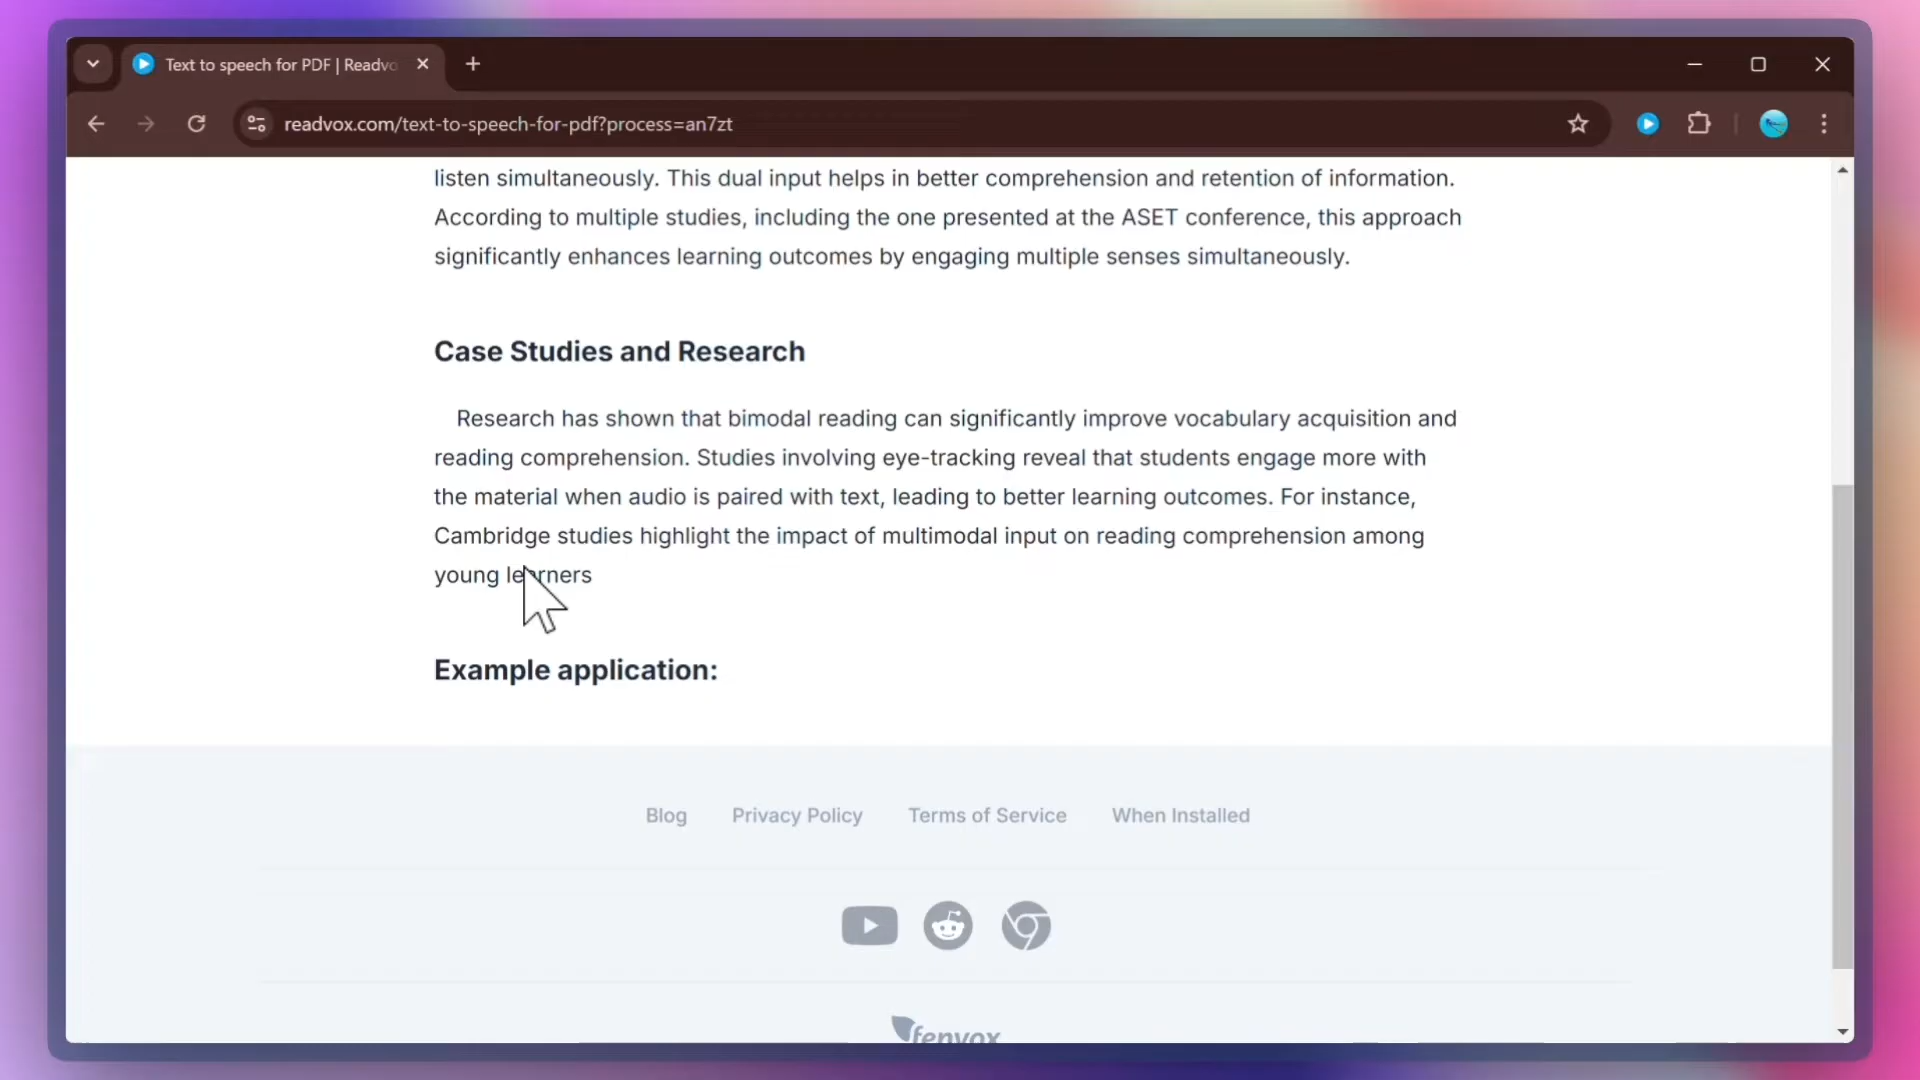 Text to speech for PDF | Readvo
readvox.com/text-to-speech-for-pdf?process=an7zt
listen simultaneously. This dual input helps in better comprehension and retention of information.
According to multiple studies, including the one presented at the ASET conference, this approach
significantly enhances learning outcomes by engaging multiple senses simultaneously.
Case Studies and Research
Research has shown that bimodal reading can significantly improve vocabulary acquisition and
reading comprehension. Studies involving eye-tracking reveal that students engage more with
the material when audio is paired with text, leading to better learning outcomes. For instance,
Cambridge studies highlight the impact of multimodal input on reading comprehension among
young learners
Example application:
Blog Privacy Policy Terms of Service When Installed
fenvox